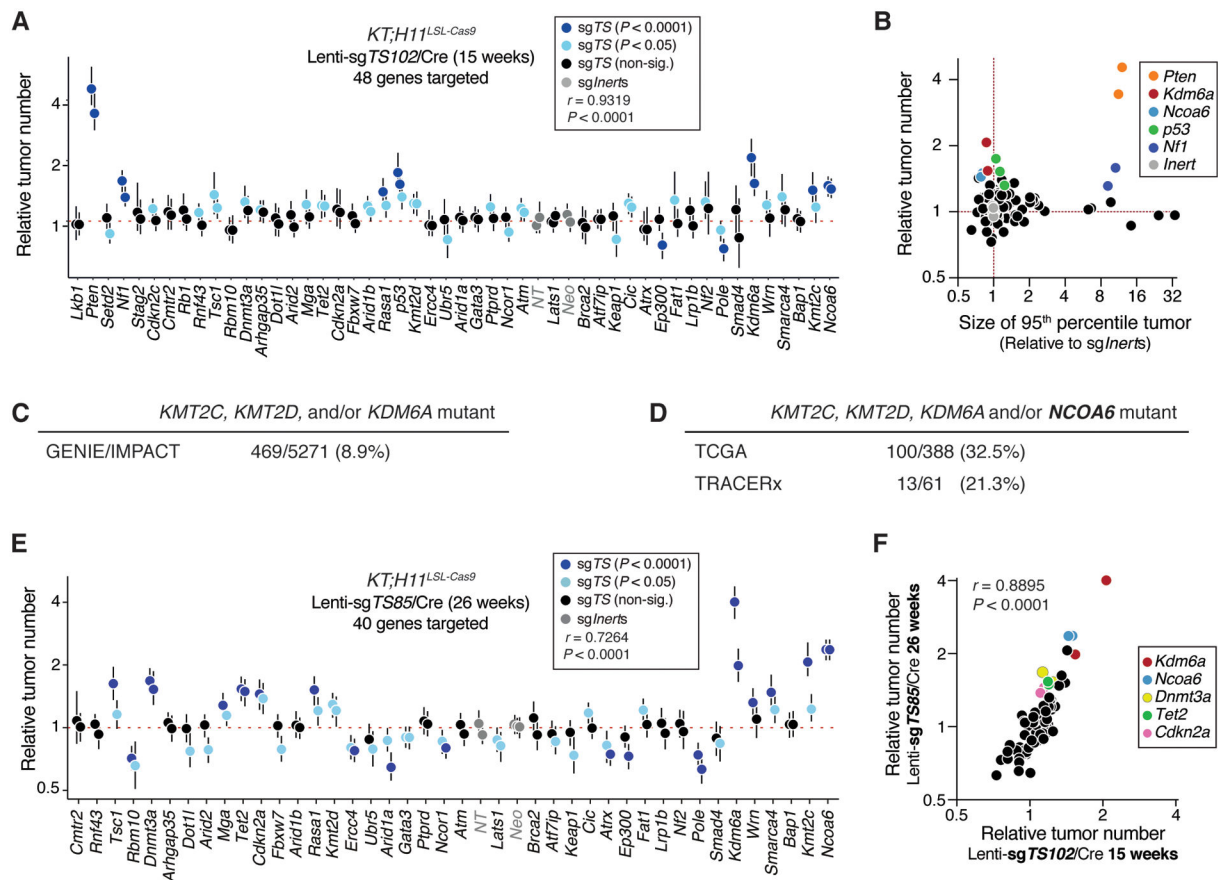 A
KT;H11^LSL-Cas9
Lenti-sgTS102/Cre (15 weeks)
48 genes targeted
sgTS (P < 0.0001)
sgTS (P < 0.05)
sgTS (non-sig.)
sgInerts
r = 0.9319
P < 0.0001
Relative tumor number
4
2
1
Lkb1
Pten
Setd2
Nf1
Stag2
Cdkn2c
Cmtr2
Rb1
Rnf43
Tsc1
Rbm10
Dnmt3a
Arhgap35
Dot1l
Arid2
Mga
Tet2
Cdkn2a
Fbxw7
Arid1b
Rasa1
p53
Kmt2d
Ercc4
Ubr5
Arid1a
Gata3
Ptprd
Ncor1
Atm
NT
Lats1
Neo
Brca2
Atf7ip
Keap1
Cic
Atrx
Ep300
Fat1
Lrp1b
Nf2
Pole
Smad4
Kdm6a
Wrn
Smarca4
Bap1
Kmt2c
Ncoa6
B
Relative tumor number
4
2
1
0.5
0.5 1 2 4 8 16 32
Size of 95th percentile tumor
(Relative to sgInerts)
Pten
Kdm6a
Ncoa6
p53
Nf1
Inert
C
KMT2C, KMT2D, and/or KDM6A mutant
GENIE/IMPACT 469/5271 (8.9%)
D
KMT2C, KMT2D, KDM6A and/or NCOA6 mutant
TCGA 100/388 (32.5%)
TRACERx 13/61 (21.3%)
E
KT;H11^LSL-Cas9
Lenti-sgTS85/Cre (26 weeks)
40 genes targeted
sgTS (P < 0.0001)
sgTS (P < 0.05)
sgTS (non-sig.)
sgInerts
r = 0.7264
P < 0.0001
Relative tumor number
4
2
1
0.5
Cmtr2
Rnf43
Tsc1
Rbm10
Dnmt3a
Arhgap35
Dot1l
Arid2
Mga
Tet2
Cdkn2a
Fbxw7
Arid1b
Rasa1
Kmt2d
Ercc4
Ubr5
Arid1a
Gata3
Ptprd
Ncor1
Atm
NT
Lats1
Neo
Brca2
Atf7ip
Keap1
Cic
Atrx
Ep300
Fat1
Lrp1b
Nf2
Pole
Smad4
Kdm6a
Wrn
Smarca4
Bap1
Kmt2c
Ncoa6
F
Relative tumor number
Lenti-sgTS85/Cre 26 weeks
4
2
1
0.5
r = 0.8895
P < 0.0001
0.5 1 2 4
Relative tumor number
Lenti-sgTS102/Cre 15 weeks
Kdm6a
Ncoa6
Dnmt3a
Tet2
Cdkn2a